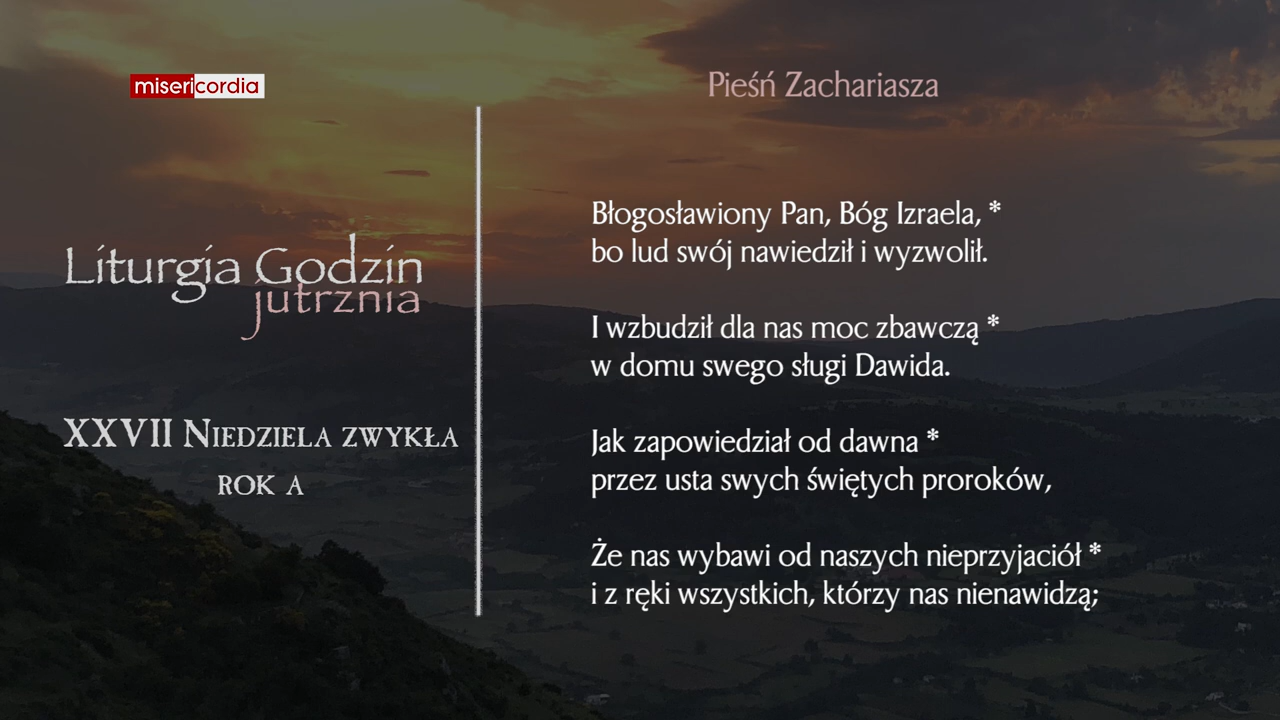 misericordia
Liturgia Godzin
jutrznia
XXVII Niedziela zwykła
rok a
Pieśń Zachariasza
Błogosławiony Pan, Bóg Izraela, *
bo lud swój nawiedził i wyzwolił.
I wzbudził dla nas moc zbawczą *
w domu swego sługi Dawida.
Jak zapowiedział od dawna *
przez usta swych świętych proroków,
Że nas wybawi od naszych nieprzyjaciół *
i z ręki wszystkich, którzy nas nienawidzą;